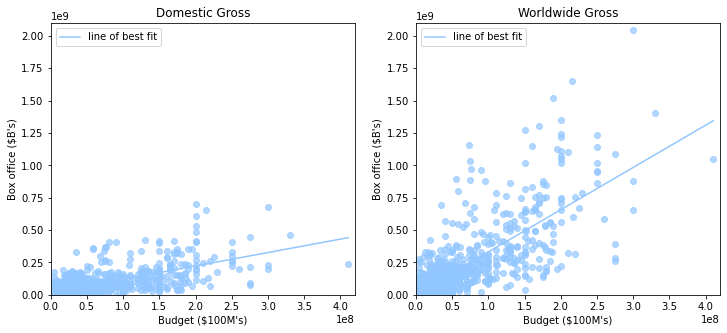 Domestic Gross
1e9
line of best fit
2.00
1.75
1.50
1.25
1.00
0.75
0.50
0.25
0.00
Box office ($B's)
0.0 0.5 1.0 1.5 2.0 2.5 3.0 3.5 4.0
1e8
Budget ($100M's)
Worldwide Gross
1e9
line of best fit
2.00
1.75
1.50
1.25
1.00
0.75
0.50
0.25
0.00
Box office ($B's)
0.0 0.5 1.0 1.5 2.0 2.5 3.0 3.5 4.0
1e8
Budget ($100M's)